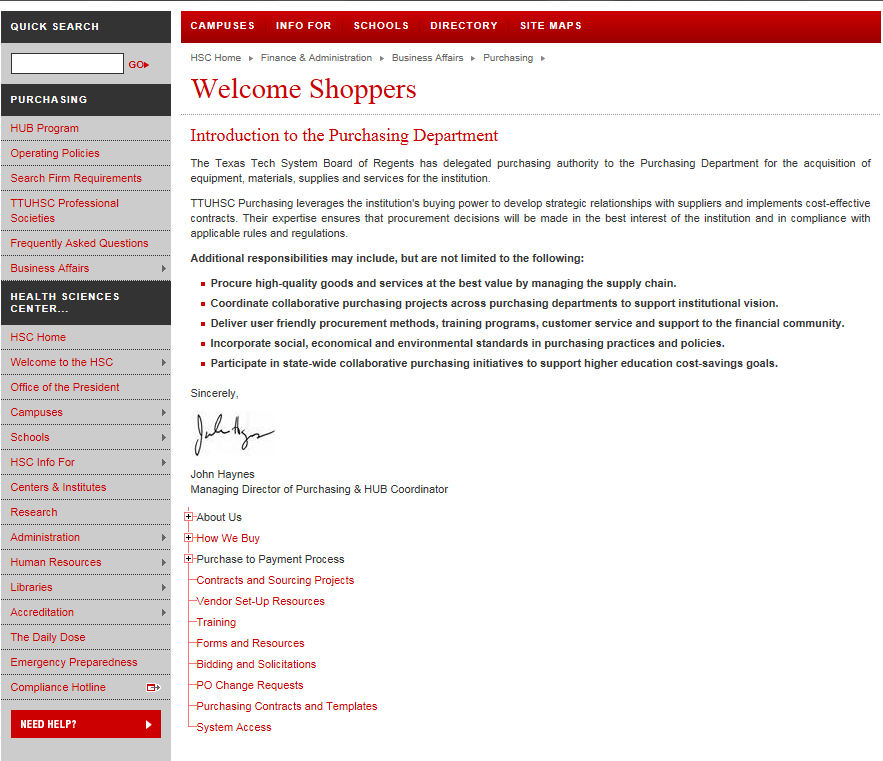 QUICK SEARCH
GO
PURCHASING
HUB Program
Operating Policies
Search Firm Requirements
TTUHSC Professional
Societies
Frequently Asked Questions
Business Affairs
HEALTH SCIENCES
CENTER...
HSC Home
Welcome to the HSC
Office of the President
Campuses
Schools
HSC Info For
Centers & Institutes
Research
Administration
Human Resources
Libraries
Accreditation
The Daily Dose
Emergency Preparedness
Compliance Hotline
NEED HELP?
CAMPUSES INFO FOR SCHOOLS DIRECTORY SITE MAPS
HSC Home Finance & Administration Business Affairs Purchasing
Welcome Shoppers
Introduction to the Purchasing Department
The Texas Tech System Board of Regents has delegated purchasing authority to the Purchasing Department for the acquisition of
equipment, materials, supplies and services for the institution.
TTUHSC Purchasing leverages the institution's buying power to develop strategic relationships with suppliers and implements cost-effective
contracts. Their expertise ensures that procurement decisions will be made in the best interest of the institution and in compliance with
applicable rules and regulations.
Additional responsibilities may include, but are not limited to the following:
Procure high-quality goods and services at the best value by managing the supply chain.
Coordinate collaborative purchasing projects across purchasing departments to support institutional vision.
Deliver user friendly procurement methods, training programs, customer service and support to the financial community.
Incorporate social, economical and environmental standards in purchasing practices and policies.
Participate in state-wide collaborative purchasing initiatives to support higher education cost-savings goals.
Sincerely,
John Haynes
Managing Director of Purchasing & HUB Coordinator
About Us
How We Buy
Purchase to Payment Process
Contracts and Sourcing Projects
Vendor Set-Up Resources
Training
Forms and Resources
Bidding and Solicitations
PO Change Requests
Purchasing Contracts and Templates
System Access